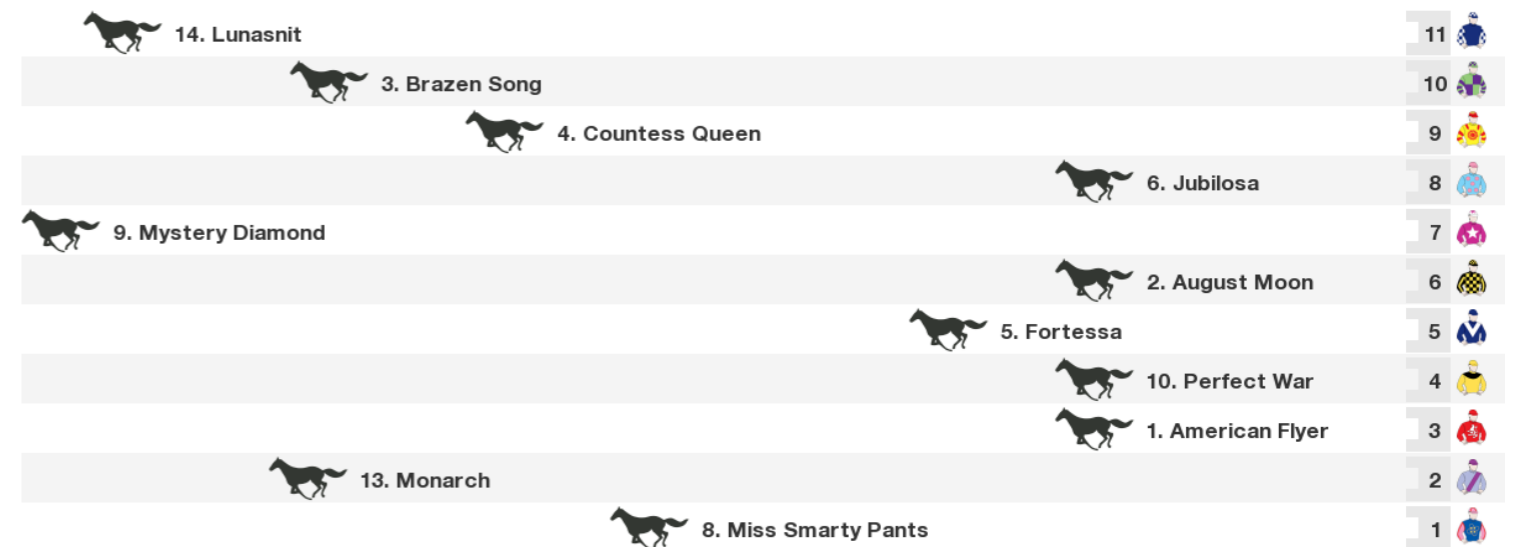 14. Lunasnit 11
3. Brazen Song 10
4. Countess Queen 9
6. Jubilosa 8
9. Mystery Diamond 7
2. August Moon 6
5. Fortessa 5
10. Perfect War 4
1. American Flyer 3
13. Monarch 2
8. Miss Smarty Pants 1